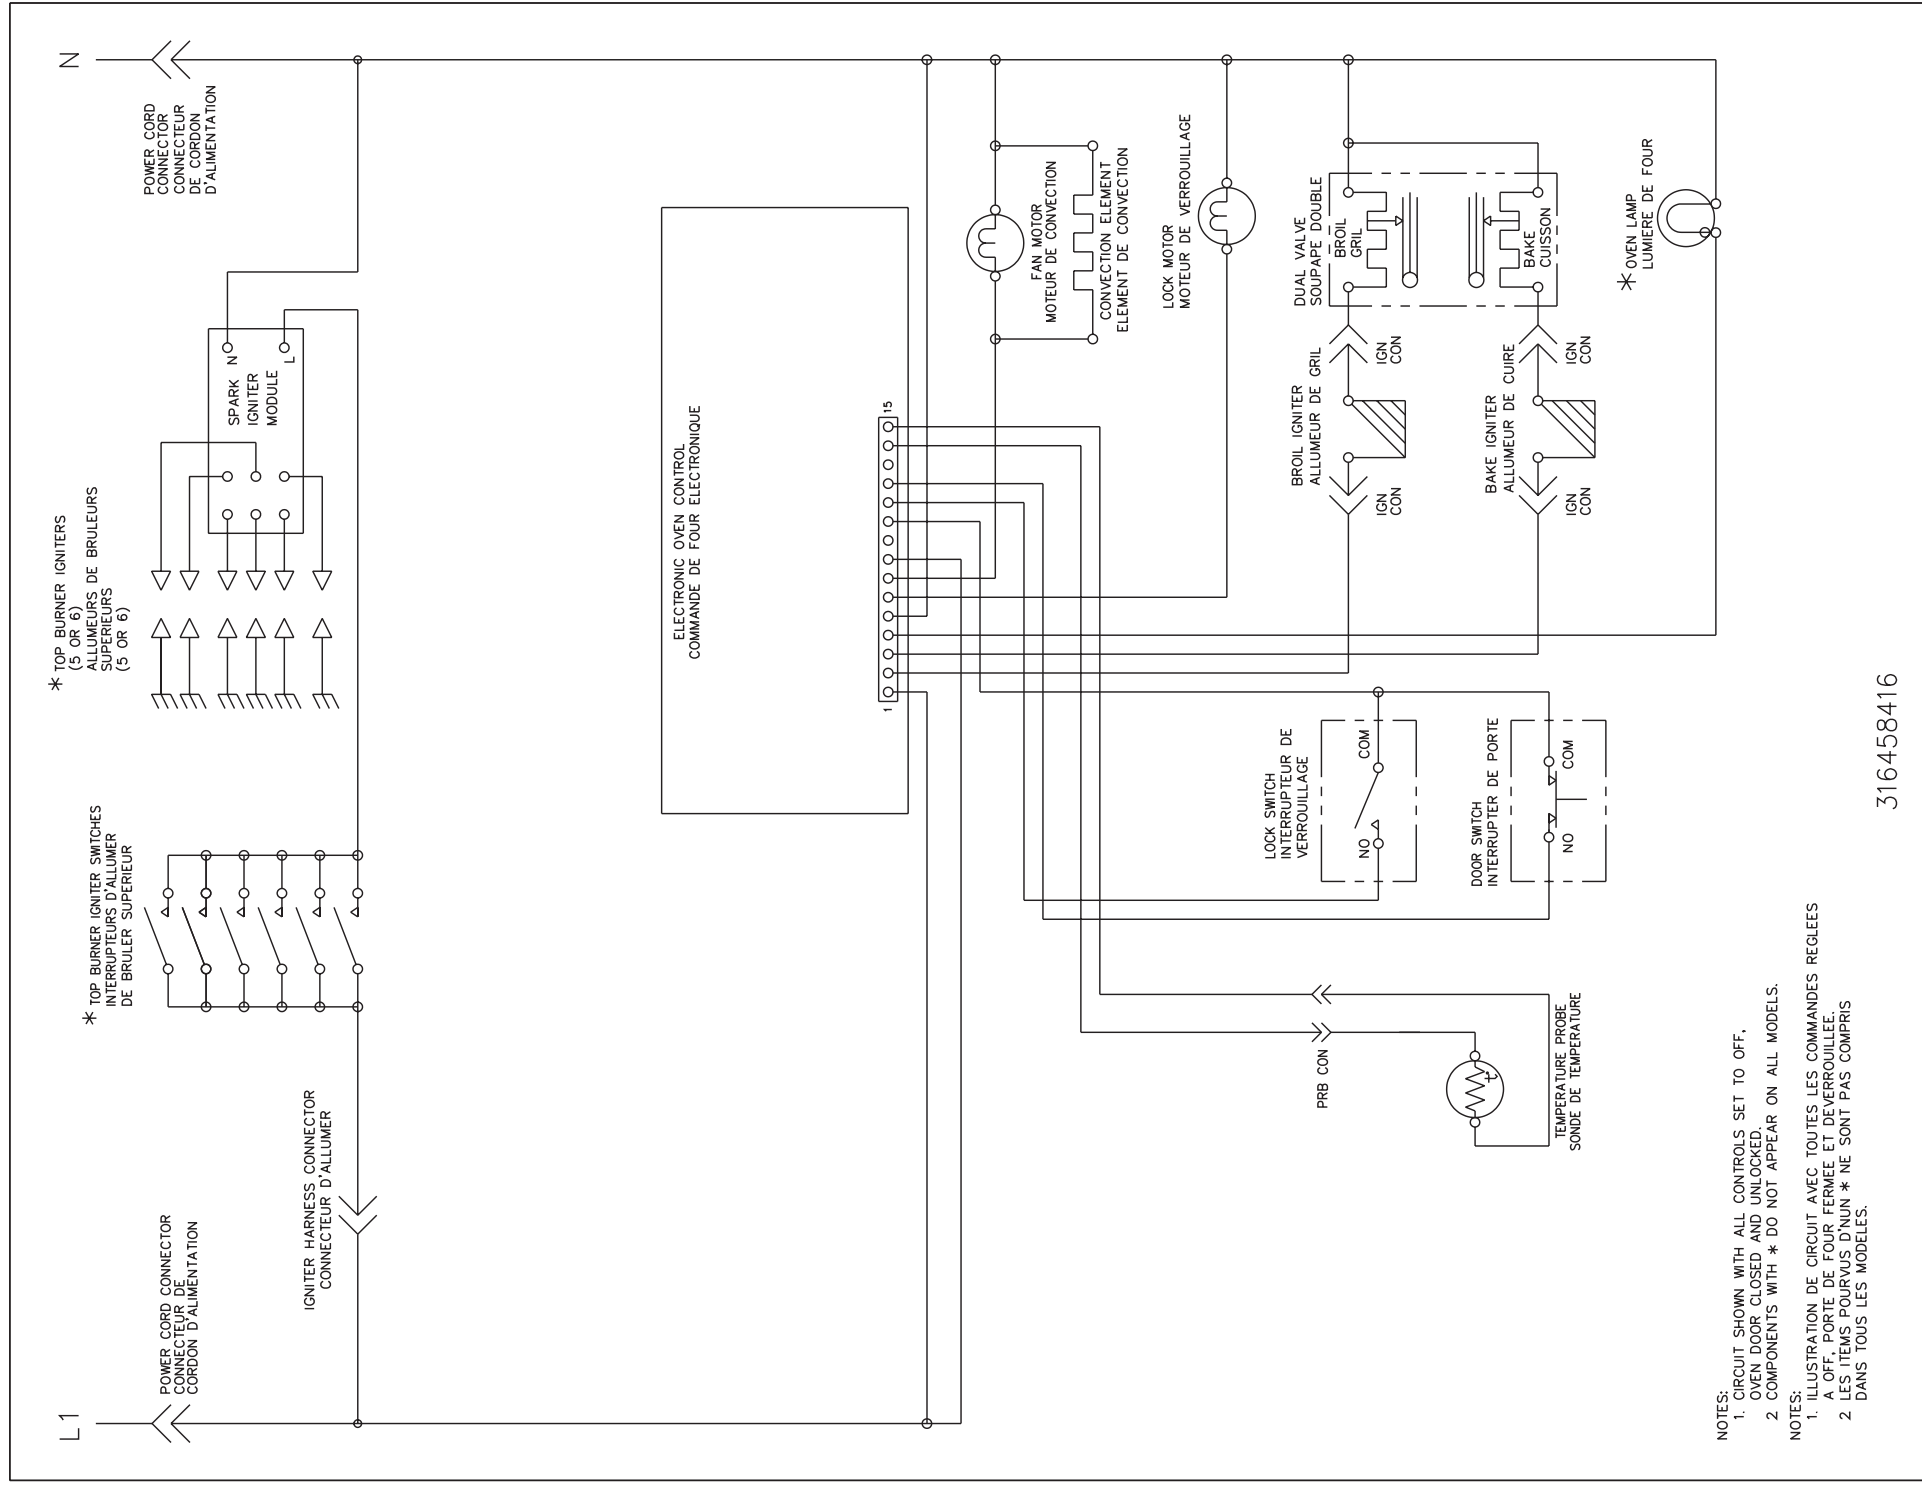 L1
N
POWER CORD CONNECTOR
CONNECTEUR DE
CORDON D'ALIMENTATION
IGNITER HARNESS CONNECTOR
CONNECTEUR D'ALLUMER
* TOP BURNER IGNITER SWITCHES
INTERRUPTEURS D'ALLUMER
DE BRULER SUPERIEUR
* TOP BURNER IGNITERS
(5 OR 6)
ALLUMEURS DE BRULEURS
SUPERIEURS
(5 OR 6)
SPARK N
IGNITER
MODULE L
POWER CORD
CONNECTOR
CONNECTEUR
DE CORDON
D'ALIMENTATION
ELECTRONIC OVEN CONTROL
COMMANDE DE FOUR ELECTRONIQUE
1
15
FAN MOTOR
MOTEUR DE CONVECTION
CONVECTION ELEMENT
ELEMENT DE CONVECTION
LOCK MOTOR
MOTEUR DE VERROUILLAGE
DUAL VALVE
SOUPAPE DOUBLE
BROIL
GRIL
BAKE
CUISSON
BROIL IGNITER
ALLUMEUR DE GRIL
IGN
CON
IGN
CON
BAKE IGNITER
ALLUMEUR DE CUIRE
IGN
CON
IGN
CON
* OVEN LAMP
LUMIERE DE FOUR
LOCK SWITCH
INTERRUPTEUR DE
VERROUILLAGE
NO
COM
DOOR SWITCH
INTERRUPTER DE PORTE
NO
COM
PRB CON
TEMPERATURE PROBE
SONDE DE TEMPERATURE
t
NOTES:
1. CIRCUIT SHOWN WITH ALL CONTROLS SET TO OFF,
OVEN DOOR CLOSED AND UNLOCKED.
2 COMPONENTS WITH * DO NOT APPEAR ON ALL MODELS.
NOTES:
1. ILLUSTRATION DE CIRCUIT AVEC TOUTES LES COMMANDES REGLEES
A OFF, PORTE DE FOUR FERMEE ET DEVERROUILLEE.
2 LES ITEMS POURVUS D'NUN * NE SONT PAS COMPRIS
DANS TOUS LES MODELES.
316458416